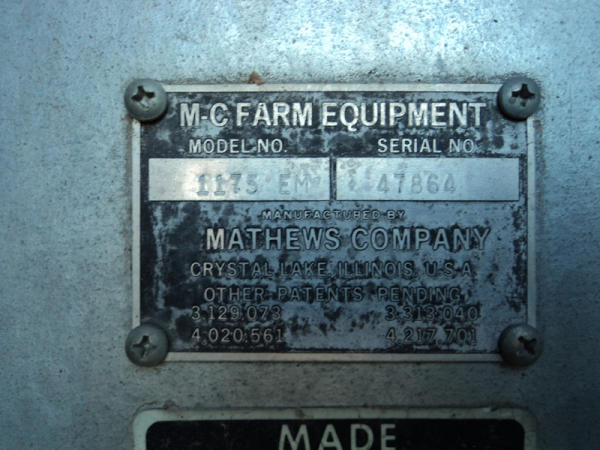 M-C FARM EQUIPMENT
MODEL NO. SERIAL NO.
1175 EM 47864
MANUFACTURED BY
MATHEWS COMPANY
CRYSTAL LAKE, ILLINOIS, U.S.A.
OTHER PATENTS PENDING
3,129,073 3,313,040
4,020,561 4,217,701
MADE